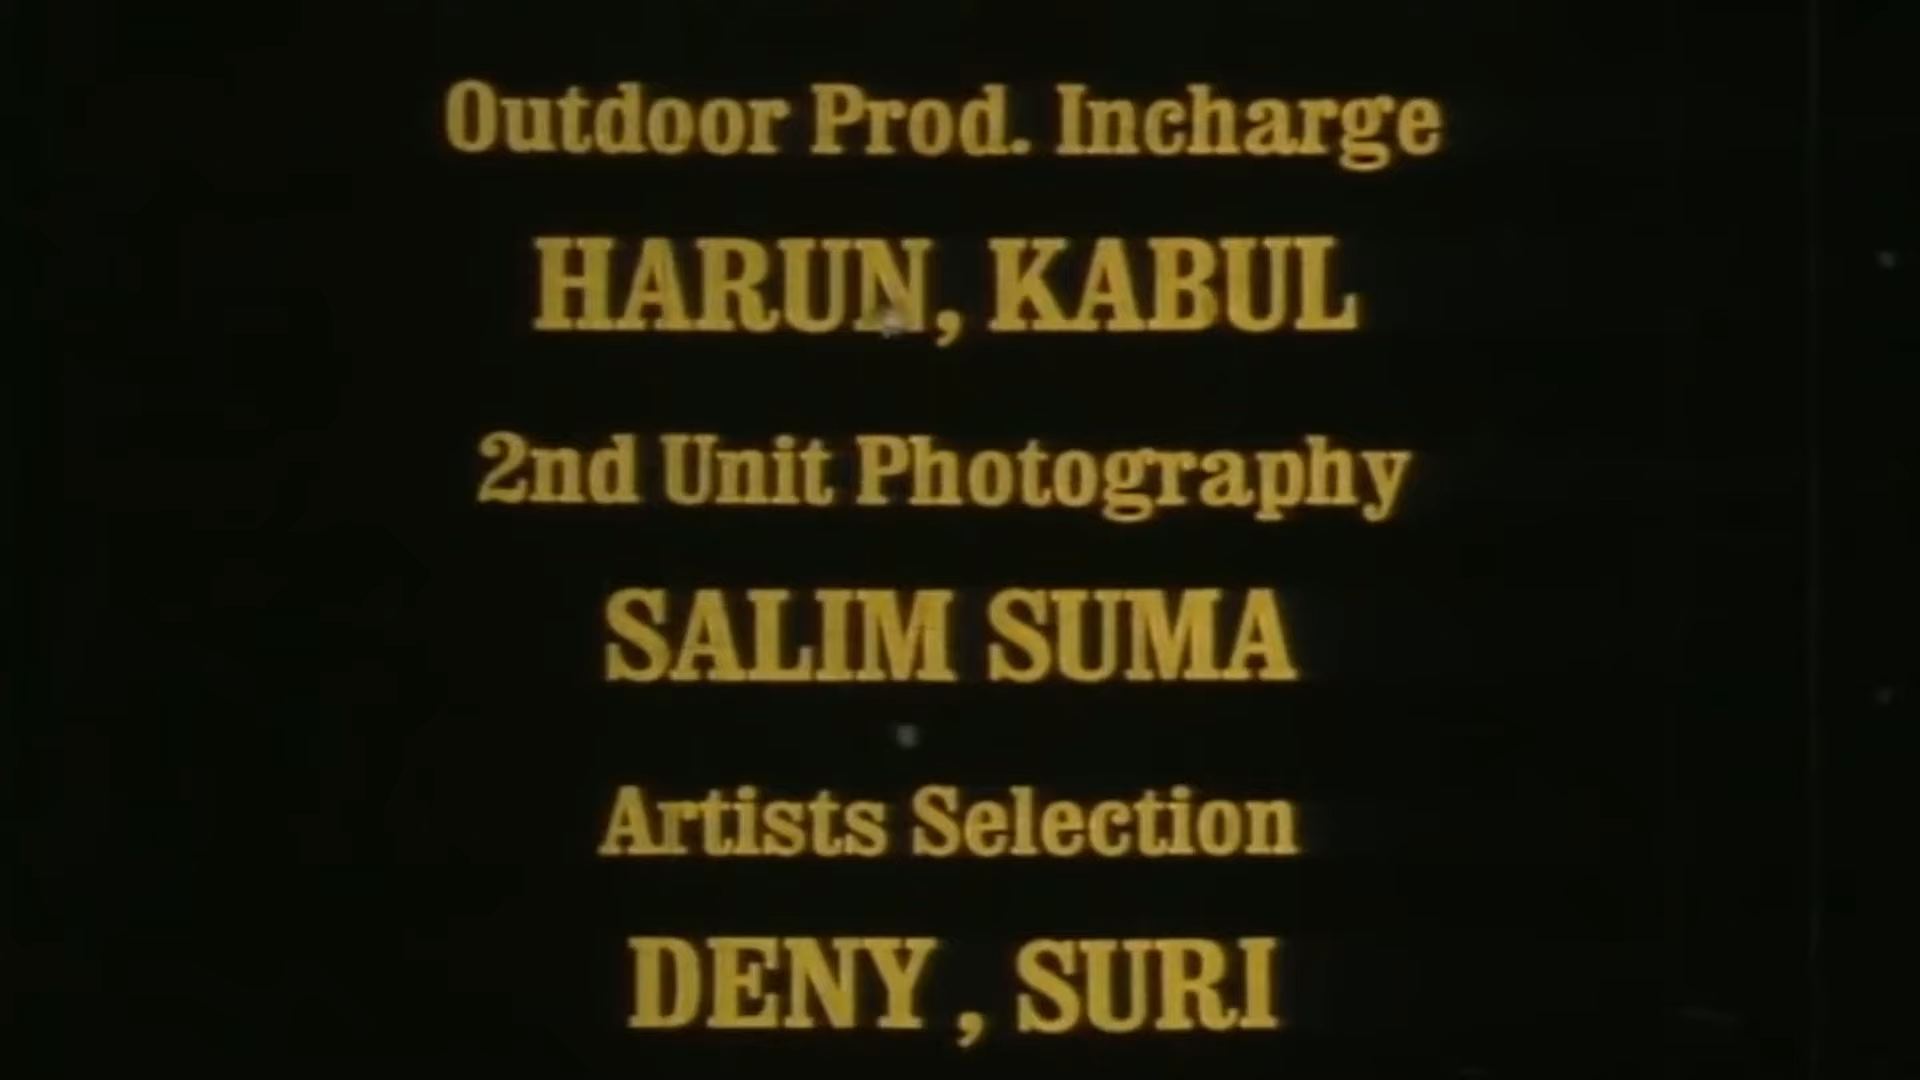 Outdoor Prod. Incharge
HARUN, KABUL
2nd Unit Photography
SALIM SUMA
Artists Selection
DENY, SURI